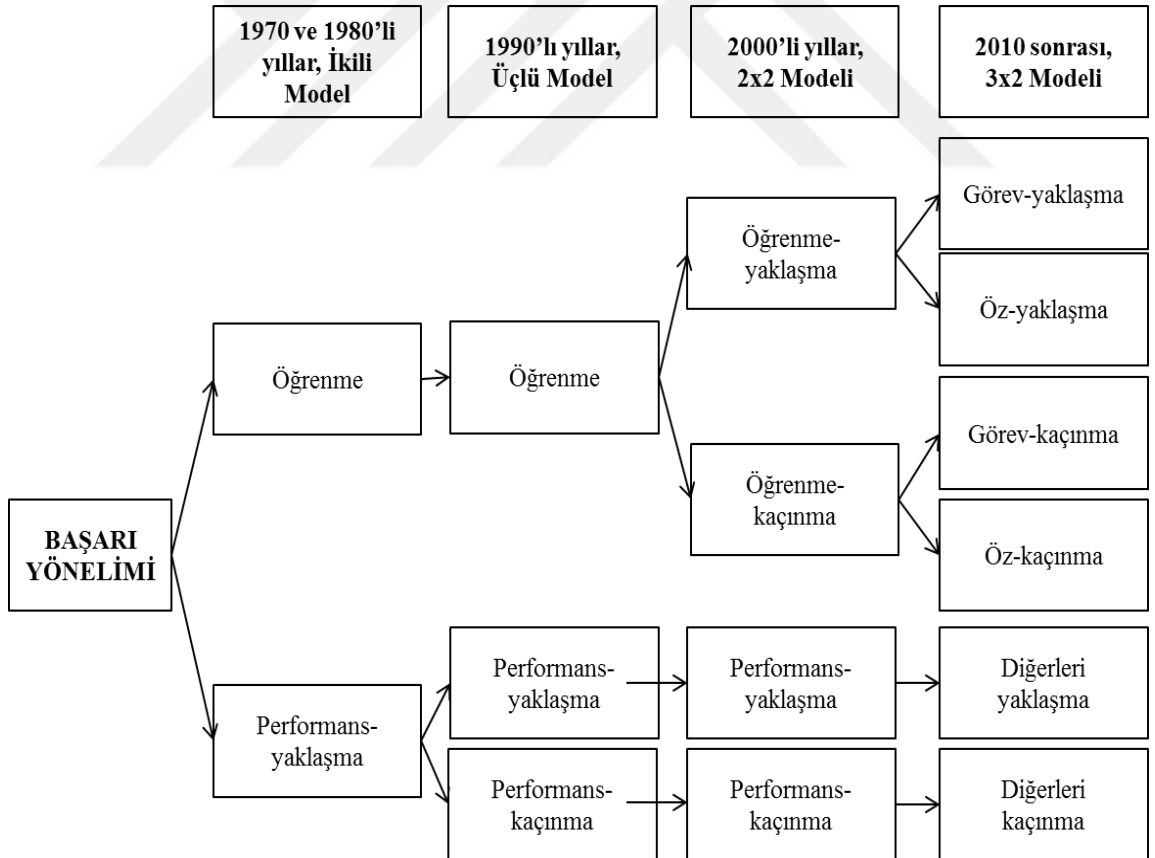 1970 ve 1980'li
yıllar, İkili
Model
1990'lı yıllar,
Üçlü Model
2000'li yıllar,
2x2 Modeli
2010 sonrası,
3x2 Modeli
BAŞARI
YÖNELİMİ
Öğrenme
Performans-
yaklaşma
Öğrenme
Performans-
yaklaşma
Performans-
kaçınma
Öğrenme-
yaklaşma
Öğrenme-
kaçınma
Performans-
yaklaşma
Performans-
kaçınma
Görev-yaklaşma
Öz-yaklaşma
Görev-kaçınma
Öz-kaçınma
Diğerleri
yaklaşma
Diğerleri
kaçınma